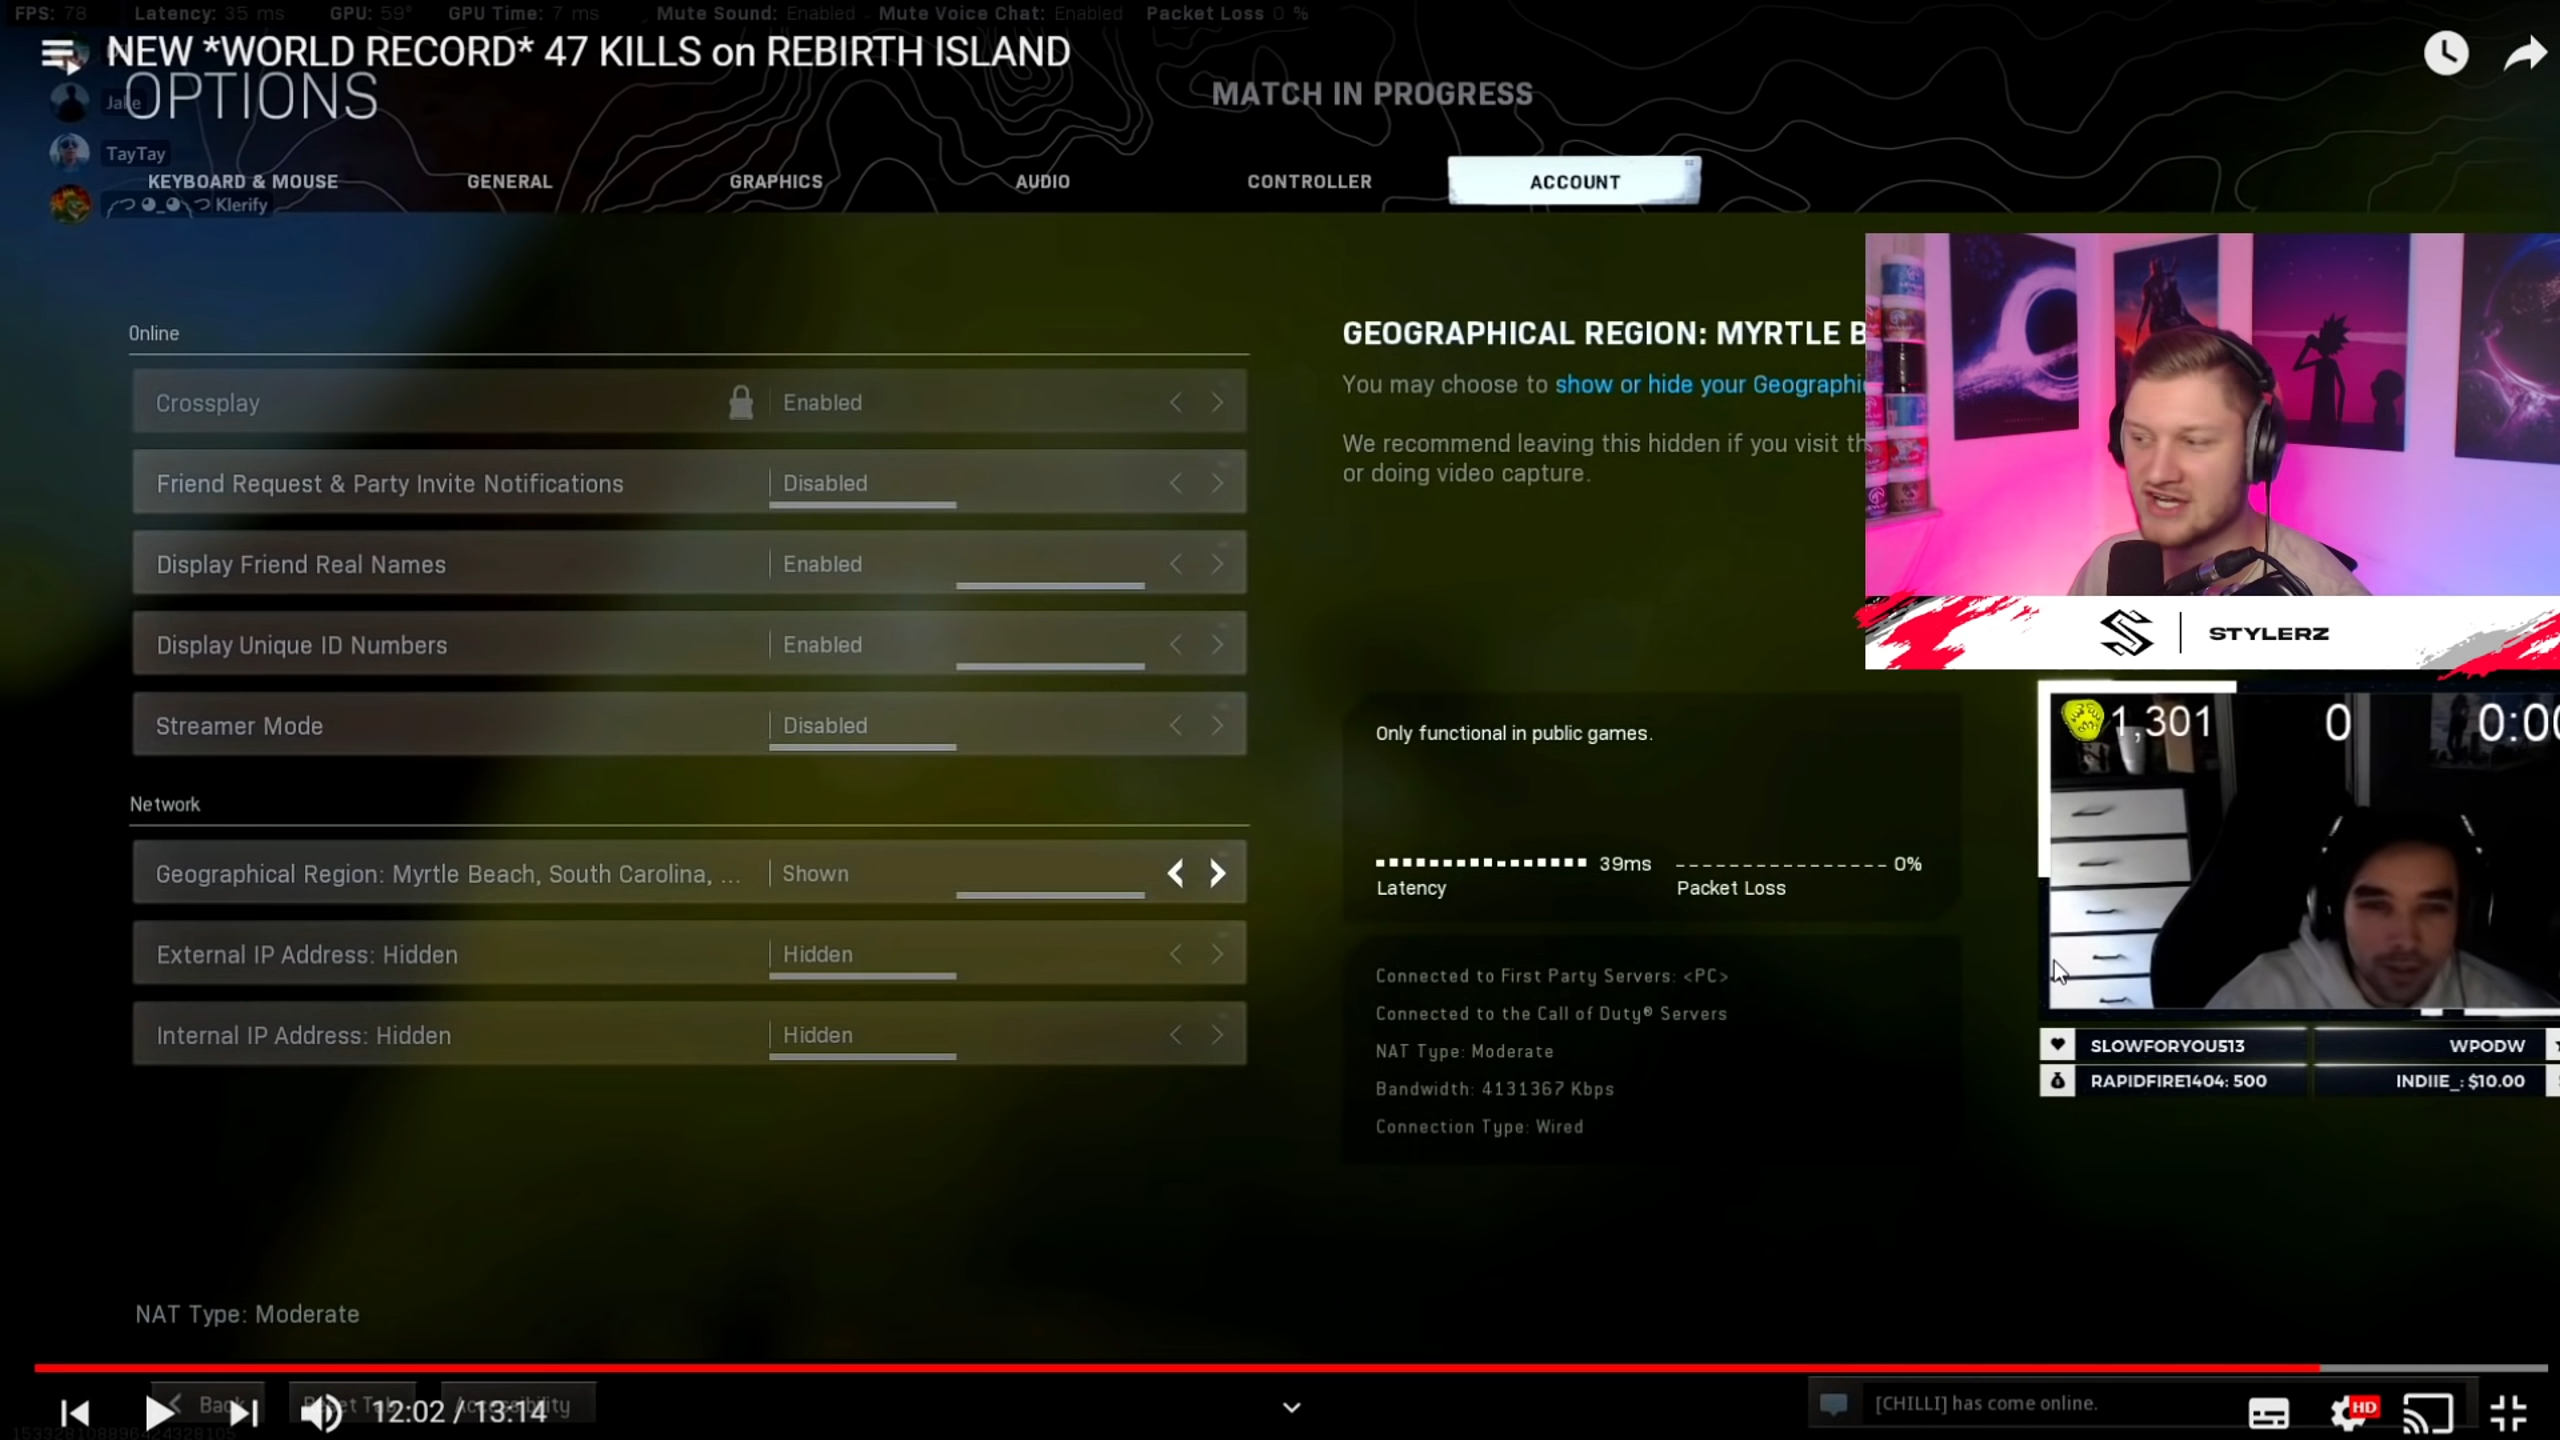 FPS: 78 Latency: 35 ms GPU: 59° GPU Time: 7 ms Mute Sound: Enabled Mute Voice Chat: Enabled Packet Loss 0 %
NEW *WORLD RECORD* 47 KILLS on REBIRTH ISLAND
OPTIONS
MATCH IN PROGRESS
Jake
TayTay
Klerify
KEYBOARD & MOUSE GENERAL GRAPHICS AUDIO CONTROLLER ACCOUNT
Online
Crossplay Enabled
Friend Request & Party Invite Notifications Disabled
Display Friend Real Names Enabled
Display Unique ID Numbers Enabled
Streamer Mode Disabled
Network
Geographical Region: Myrtle Beach, South Carolina, ... Shown
External IP Address: Hidden Hidden
Internal IP Address: Hidden Hidden
NAT Type: Moderate
GEOGRAPHICAL REGION: MYRTLE B
You may choose to show or hide your Geographi
We recommend leaving this hidden if you visit th
or doing video capture.
Only functional in public games.
39ms 0%
Latency Packet Loss
Connected to First Party Servers: <PC>
Connected to the Call of Duty® Servers
NAT Type: Moderate
Bandwidth: 4131367 Kbps
Connection Type: Wired
STYLERZ
1,301 0 0:00
SLOWFORYOU513 WPODW
RAPIDFIRE1404: 500 INDIIE_: $10.00
Back Reset Tab Accessibility
12:02 / 13:14
[CHILLI] has come online.
HD